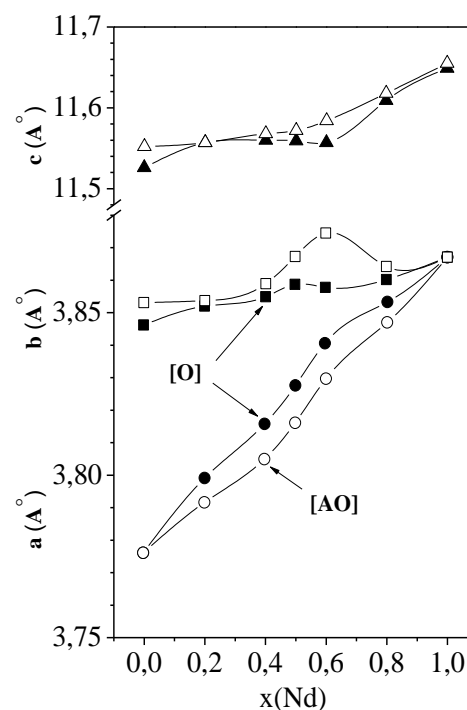 11,7
11,6
11,5
c (A°)
3,85
b (A°)
[O]
3,80
a (A°)
[AO]
3,75
0,0 0,2 0,4 0,6 0,8 1,0
x(Nd)